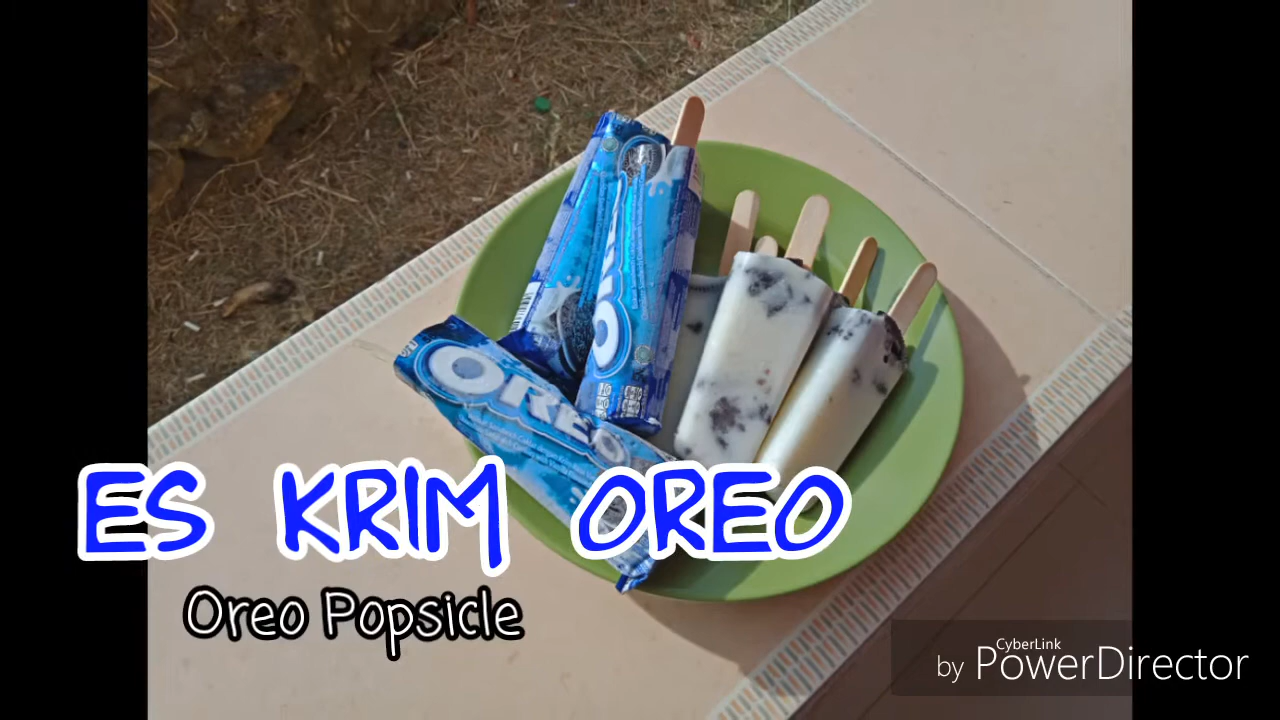 OREO
OREO
ES KRIM OREO
Oreo Popsicle
CyberLink
by PowerDirector